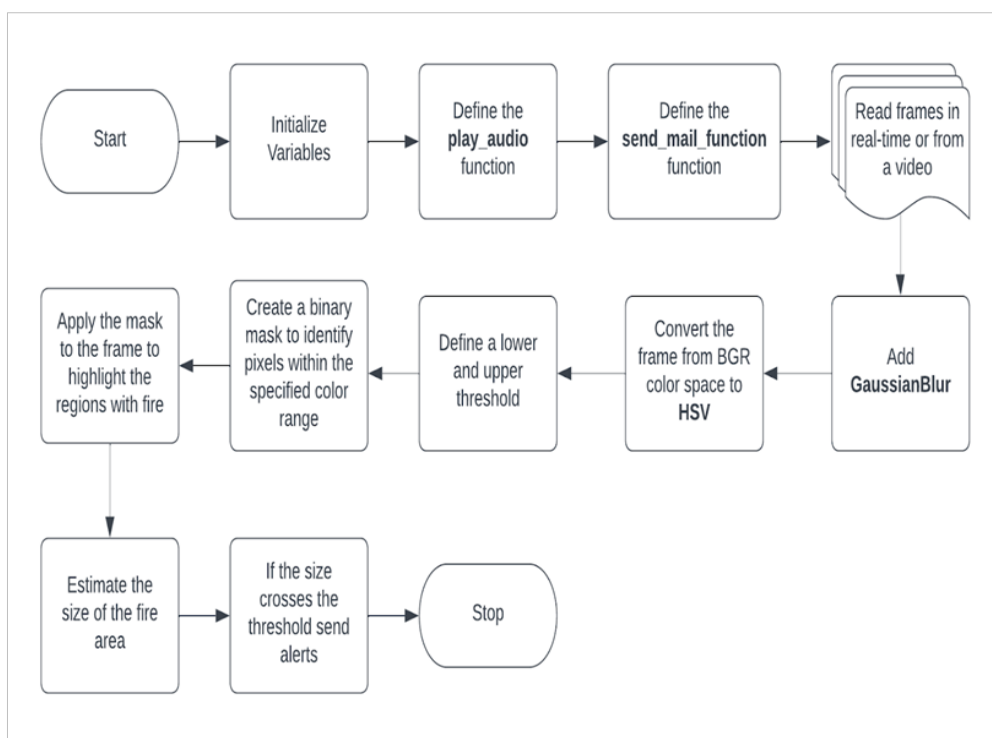 Start
Initialize
Variables
Define the
play_audio
function
Define the
send_mail_function
function
Read frames in
real-time or from
a video
Add
GaussianBlur
Convert the
frame from BGR
color space to
HSV
Define a lower
and upper
threshold
Create a binary
mask to identify
pixels within the
specified color
range
Apply the mask
to the frame to
highlight the
regions with fire
Estimate the
size of the fire
area
If the size
crosses the
threshold send
alerts
Stop